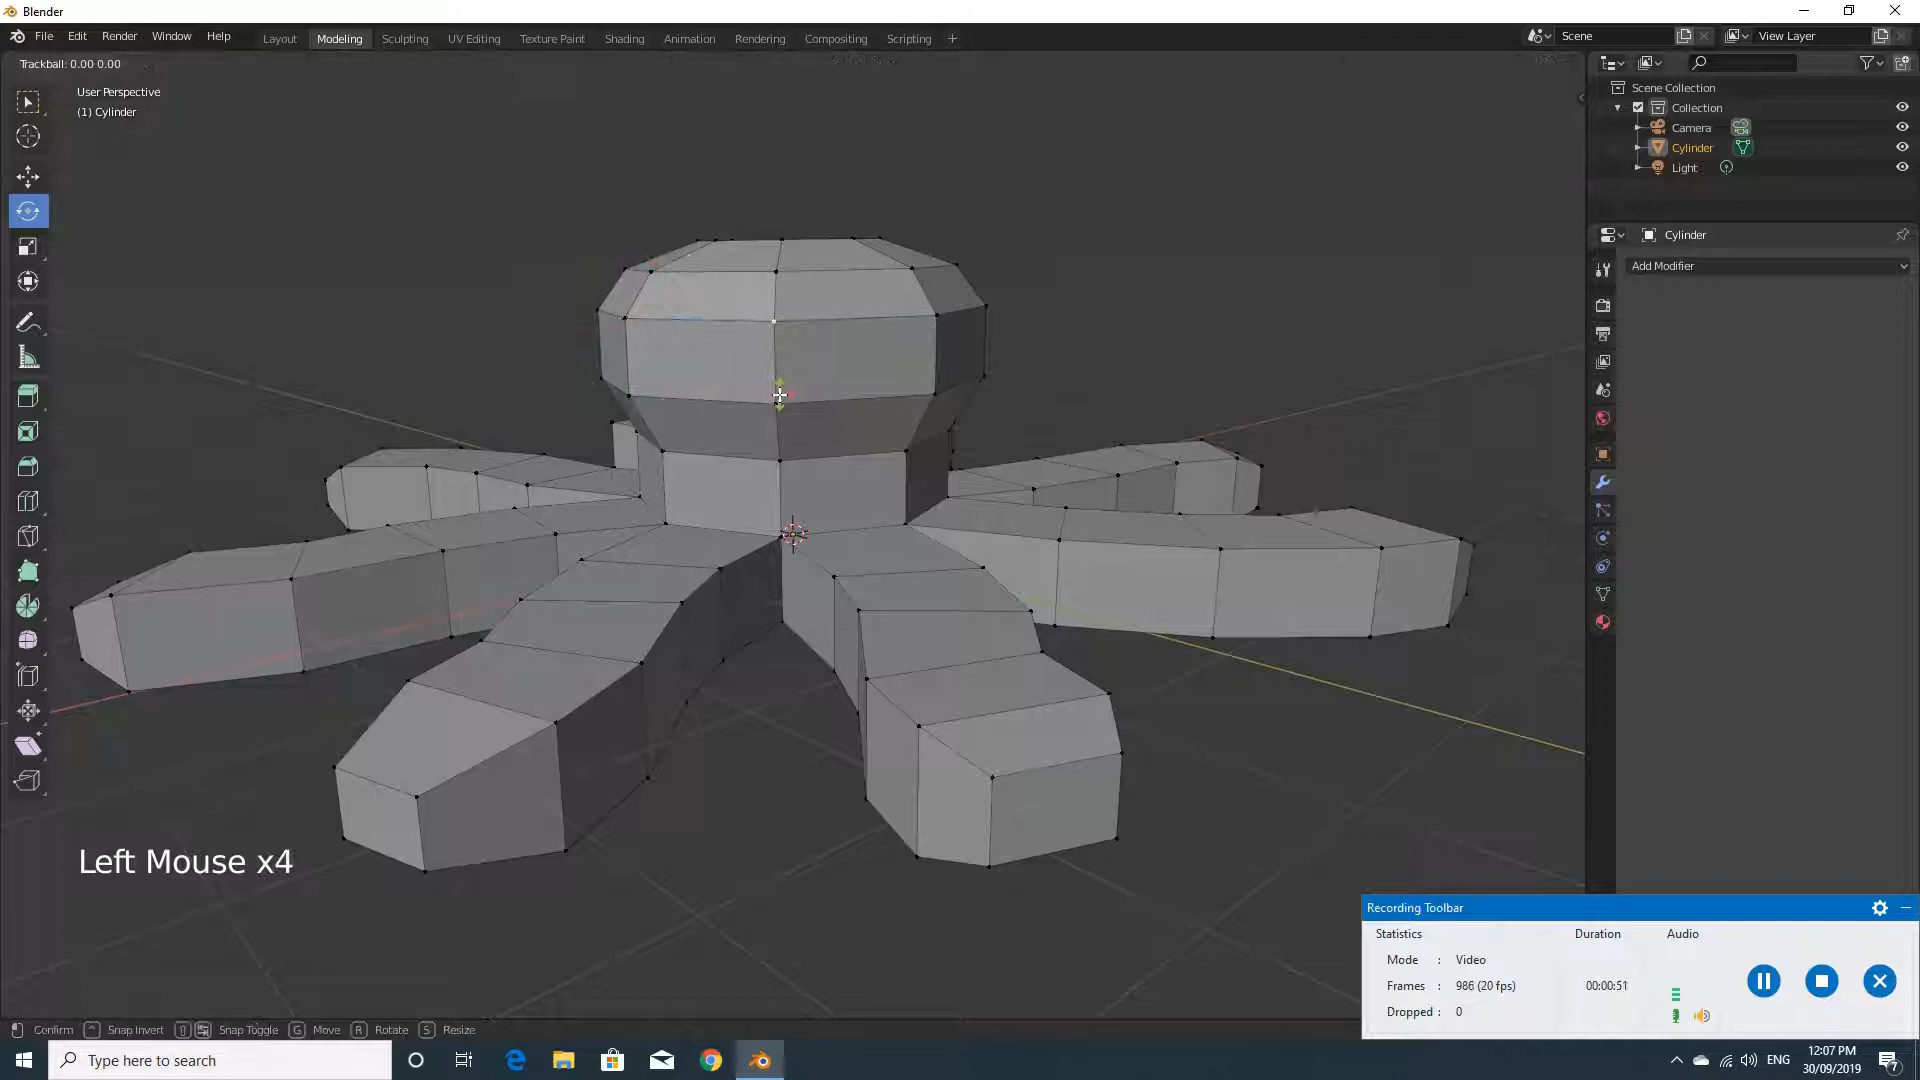 Blender
File Edit Render Window Help
Layout Modeling Sculpting UV Editing Texture Paint Shading Animation Rendering Compositing Scripting +
Scene
View Layer
Trackball: 0.00 0.00
User Perspective
(1) Cylinder
Scene Collection
Collection
Camera
Cylinder
Light
Cylinder
Add Modifier
Left Mouse x4
Recording Toolbar
Statistics Duration Audio
Mode : Video
Frames : 986 (20 fps) 00:00:51
Dropped : 0
Confirm ^ Snap Invert Snap Toggle G Move R Rotate S Resize
Type here to search
ENG
12:07 PM
30/09/2019
7